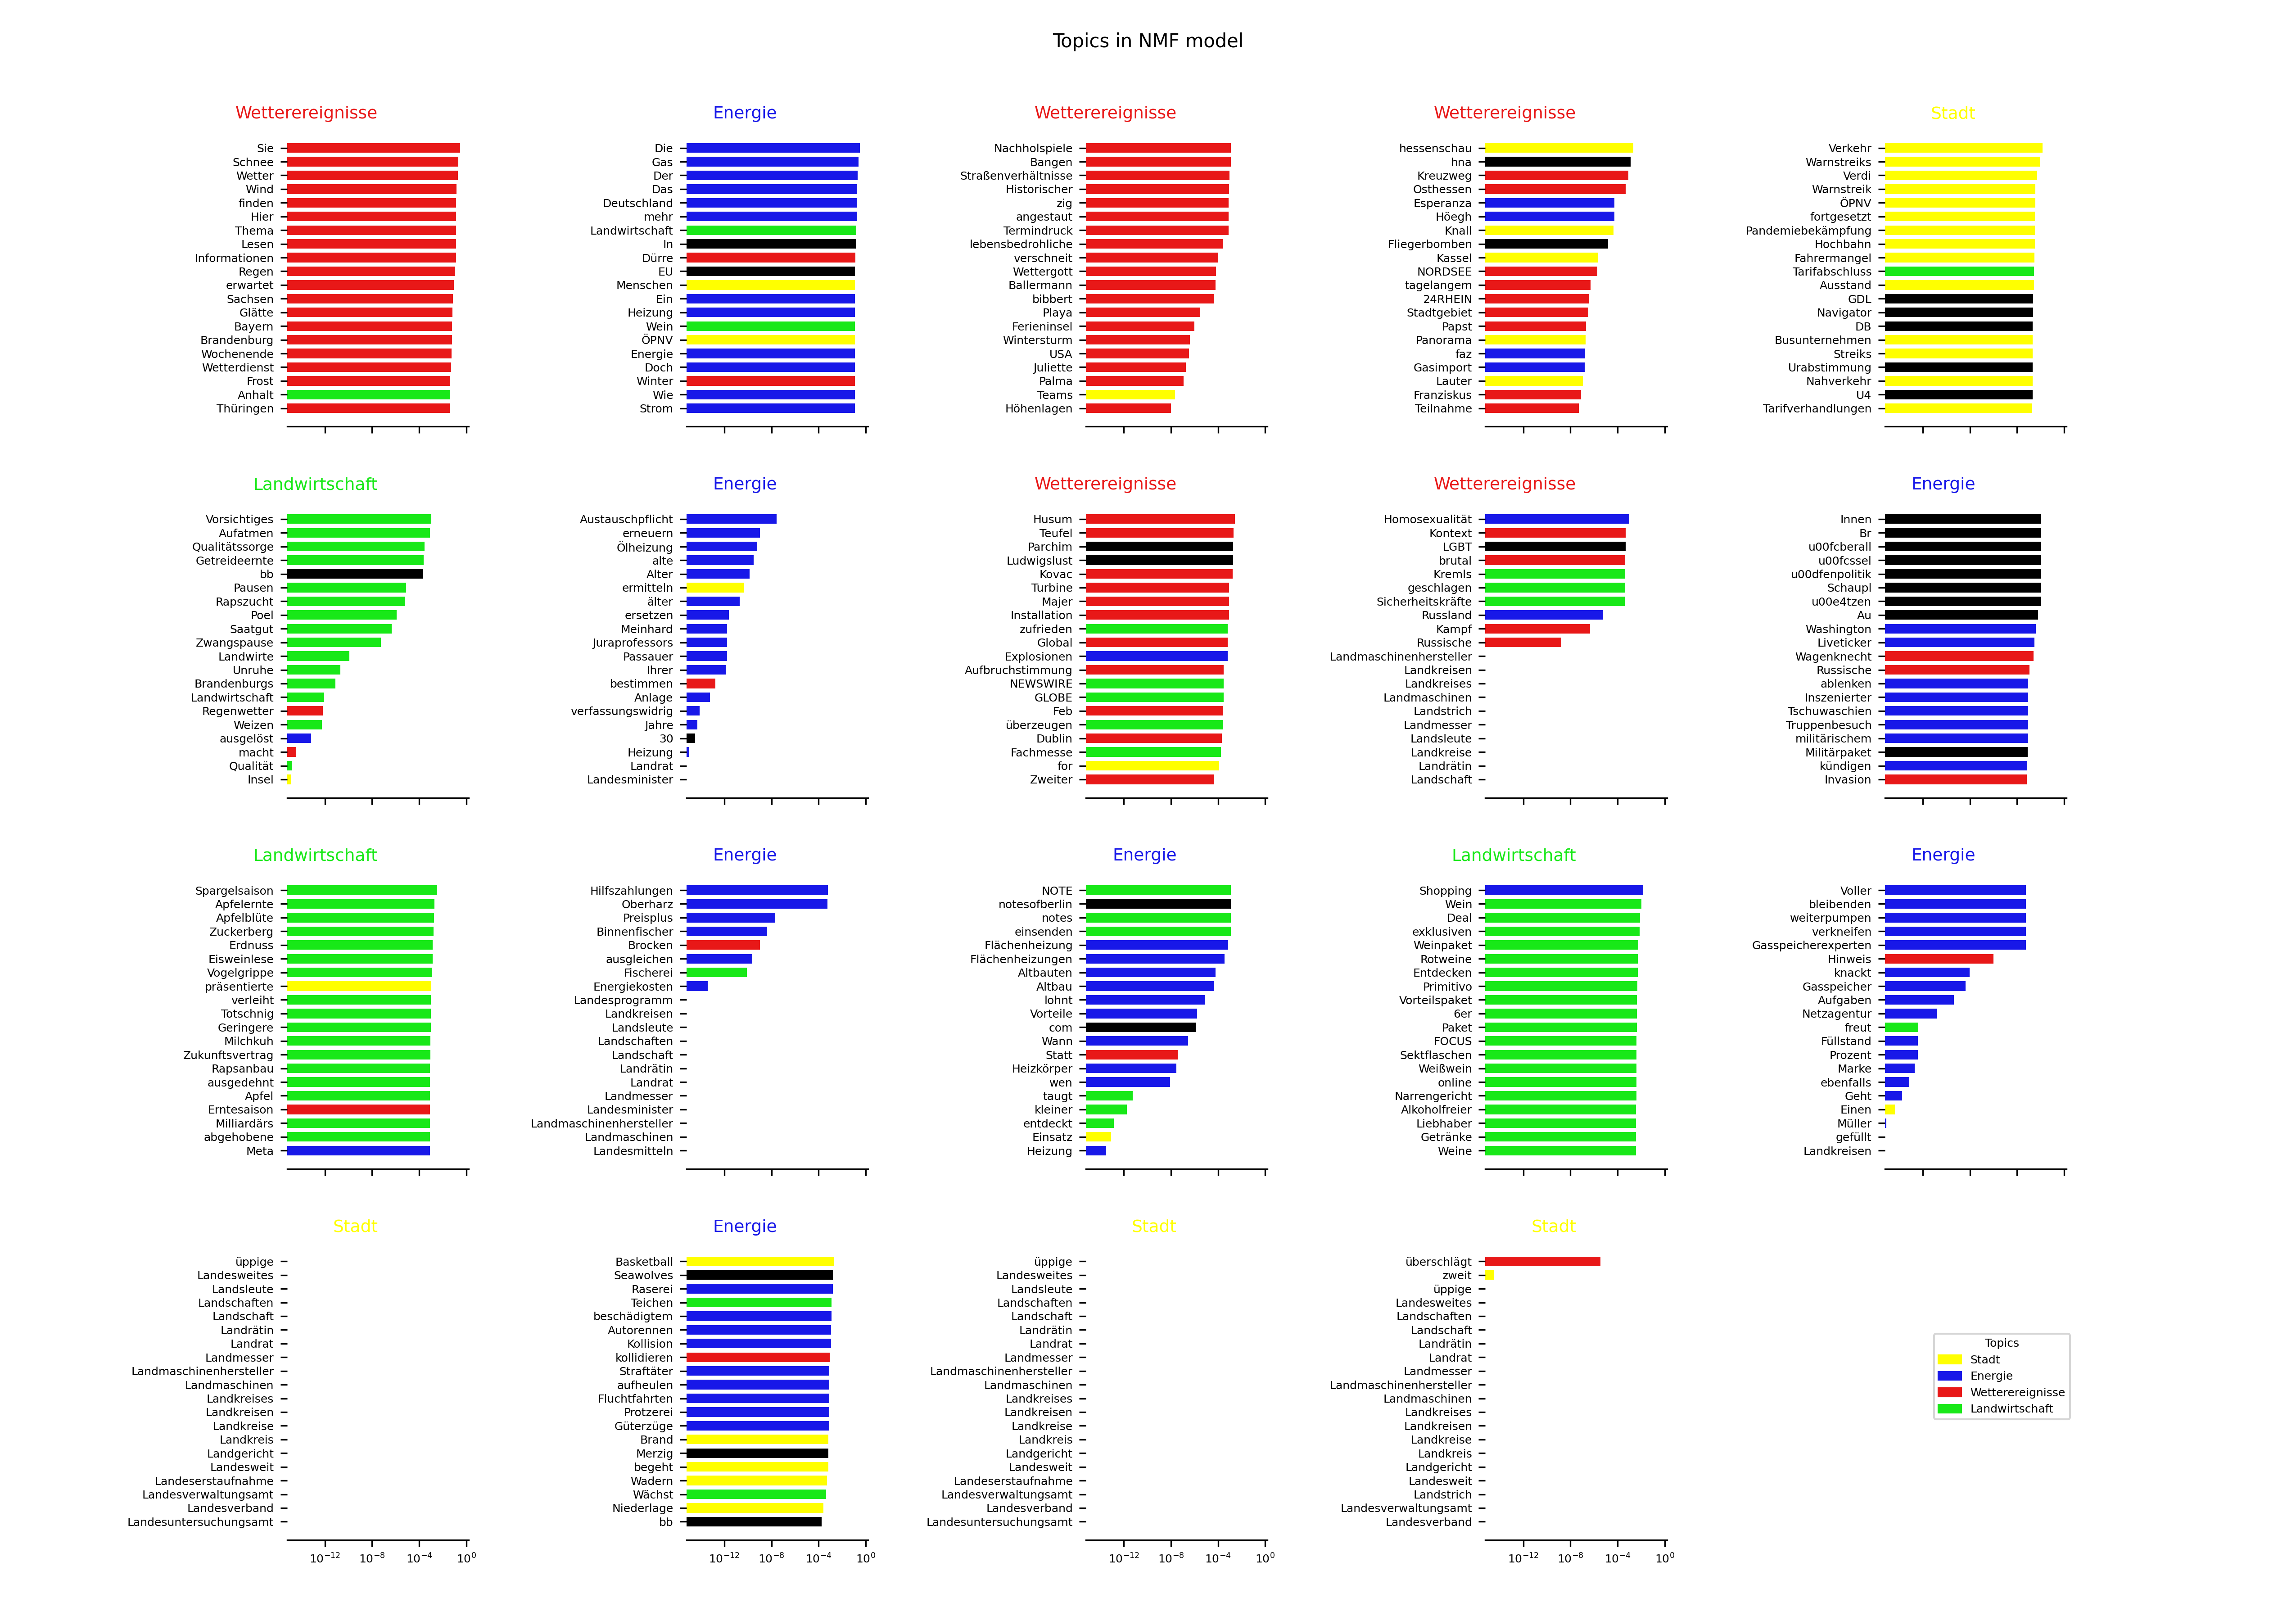 Topics in NMF model
Wetterereignisse
Sie
Schnee
Wetter
Wind
finden
Hier
Thema
Lesen
Informationen
Regen
erwartet
Sachsen
Glätte
Bayern
Brandenburg
Wochenende
Wetterdienst
Frost
Anhalt
Thüringen
Energie
Die
Gas
Der
Das
Deutschland
mehr
Landwirtschaft
In
Dürre
EU
Menschen
Ein
Heizung
Wein
ÖPNV
Energie
Doch
Winter
Wie
Strom
Wetterereignisse
Nachholspiele
Bangen
Straßenverhältnisse
Historischer
zig
angestaut
Termindruck
lebensbedrohliche
verschneit
Wettergott
Ballermann
bibbert
Playa
Ferieninsel
Wintersturm
USA
Juliette
Palma
Teams
Höhenlagen
Wetterereignisse
hessenschau
hna
Kreuzweg
Osthessen
Esperanza
Höegh
Knall
Fliegerbomben
Kassel
NORDSEE
tagelangem
24RHEIN
Stadtgebiet
Papst
Panorama
faz
Gasimport
Lauter
Franziskus
Teilnahme
Stadt
Verkehr
Warnstreiks
Verdi
Warnstreik
ÖPNV
fortgesetzt
Pandemiebekämpfung
Hochbahn
Fahrermangel
Tarifabschluss
Ausstand
GDL
Navigator
DB
Busunternehmen
Streiks
Urabstimmung
Nahverkehr
U4
Tarifverhandlungen
Landwirtschaft
Vorsichtiges
Aufatmen
Qualitätssorge
Getreideernte
bb
Pausen
Rapszucht
Poel
Saatgut
Zwangspause
Landwirte
Unruhe
Brandenburgs
Landwirtschaft
Regenwetter
Weizen
ausgelöst
macht
Qualität
Insel
Energie
Austauschpflicht
erneuern
Ölheizung
alte
Alter
ermitteln
älter
ersetzen
Meinhard
Juraprofessors
Passauer
Ihrer
bestimmen
Anlage
verfassungswidrig
Jahre
30
Heizung
Landrat
Landesminister
Wetterereignisse
Husum
Teufel
Parchim
Ludwigslust
Kovac
Turbine
Majer
Installation
zufrieden
Global
Explosionen
Aufbruchstimmung
NEWSWIRE
GLOBE
Feb
überzeugen
Dublin
Fachmesse
for
Zweiter
Wetterereignisse
Homosexualität
Kontext
LGBT
brutal
Kremls
geschlagen
Sicherheitskräfte
Russland
Kampf
Russische
Landmaschinenhersteller
Landkreisen
Landkreises
Landmaschinen
Landstrich
Landmesser
Landsleute
Landkreise
Landrätin
Landschaft
Energie
Innen
Br
u00fcberall
u00fcssel
u00dfenpolitik
Schaupl
u00e4tzen
Au
Washington
Liveticker
Wagenknecht
Russische
ablenken
Inszenierter
Tschuwaschien
Truppenbesuch
militärischem
Militärpaket
kündigen
Invasion
Landwirtschaft
Spargelsaison
Apfelernte
Apfelblüte
Zuckerberg
Erdnuss
Eisweinlese
Vogelgrippe
präsentierte
verleiht
Totschnig
Geringere
Milchkuh
Zukunftsvertrag
Rapsanbau
ausgedehnt
Apfel
Erntesaison
Milliardärs
abgehobene
Meta
Energie
Hilfszahlungen
Oberharz
Preisplus
Binnenfischer
Brocken
ausgleichen
Fischerei
Energiekosten
Landesprogramm
Landkreisen
Landsleute
Landschaften
Landschaft
Landrätin
Landrat
Landmesser
Landesminister
Landmaschinenhersteller
Landmaschinen
Landesmitteln
Energie
NOTE
notesofberlin
notes
einsenden
Flächenheizung
Flächenheizungen
Altbauten
Altbau
lohnt
Vorteile
com
Wann
Statt
Heizkörper
wen
taugt
kleiner
entdeckt
Einsatz
Heizung
Landwirtschaft
Shopping
Wein
Deal
exklusiven
Weinpaket
Rotweine
Entdecken
Primitivo
Vorteilspaket
6er
Paket
FOCUS
Sektflaschen
Weißwein
online
Narrengericht
Alkoholfreier
Liebhaber
Getränke
Weine
Energie
Voller
bleibenden
weiterpumpen
verkneifen
Gasspeicherexperten
Hinweis
knackt
Gasspeicher
Aufgaben
Netzagentur
freut
Füllstand
Prozent
Marke
ebenfalls
Geht
Einen
Müller
gefüllt
Landkreisen
Stadt
üppige
Landesweites
Landsleute
Landschaften
Landschaft
Landrätin
Landrat
Landmesser
Landmaschinenhersteller
Landmaschinen
Landkreises
Landkreisen
Landkreise
Landkreis
Landgericht
Landesweit
Landeserstaufnahme
Landesverwaltungsamt
Landesverband
Landesuntersuchungsamt
10⁻¹² 10⁻⁸ 10⁻⁴ 10⁰
Energie
Basketball
Seawolves
Raserei
Teichen
beschädigtem
Autorennen
Kollision
kollidieren
Straftäter
aufheulen
Fluchtfahrten
Protzerei
Güterzüge
Brand
Merzig
begeht
Wadern
Wächst
Niederlage
bb
10⁻¹² 10⁻⁸ 10⁻⁴ 10⁰
Stadt
üppige
Landesweites
Landsleute
Landschaften
Landschaft
Landrätin
Landrat
Landmesser
Landmaschinenhersteller
Landmaschinen
Landkreises
Landkreisen
Landkreise
Landkreis
Landgericht
Landesweit
Landeserstaufnahme
Landesverwaltungsamt
Landesverband
Landesuntersuchungsamt
10⁻¹² 10⁻⁸ 10⁻⁴ 10⁰
Stadt
überschlägt
zweit
üppige
Landesweites
Landschaften
Landschaft
Landrätin
Landrat
Landmesser
Landmaschinenhersteller
Landmaschinen
Landkreises
Landkreisen
Landkreise
Landkreis
Landgericht
Landesweit
Landstrich
Landesverwaltungsamt
Landesverband
10⁻¹² 10⁻⁸ 10⁻⁴ 10⁰
Topics
Stadt
Energie
Wetterereignisse
Landwirtschaft